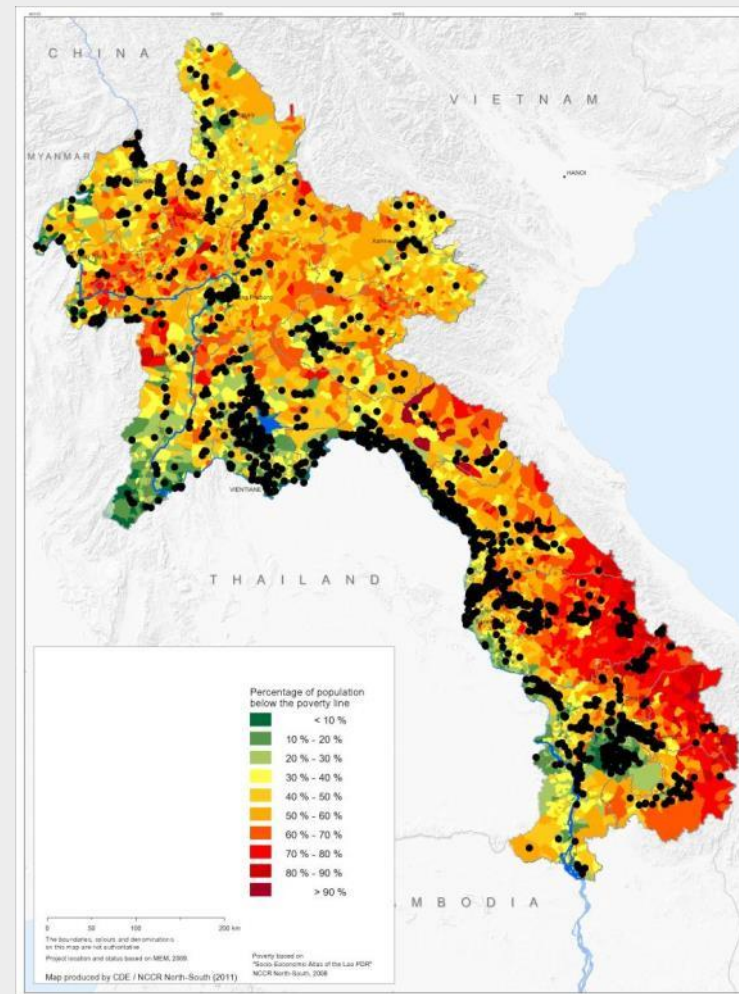 CHINA
VIETNAM
MYANMAR
HANOI
VIENTIANE
THAILAND
Percentage of population
below the poverty line
< 10 %
10 % - 20 %
20 % - 30 %
30 % - 40 %
40 % - 50 %
50 % - 60 %
60 % - 70 %
70 % - 80 %
80 % - 90 %
> 90 %
AMBODIA
0 50 100 200 km
The boundaries, colours and denominations
on this map are not authoritative.
Project location and status based on MEM, 2009.
Map produced by CDE / NCCR North-South (2011)
Poverty based on
"Socio-Economic Atlas of the Lao PDR"
NCCR North-South, 2008